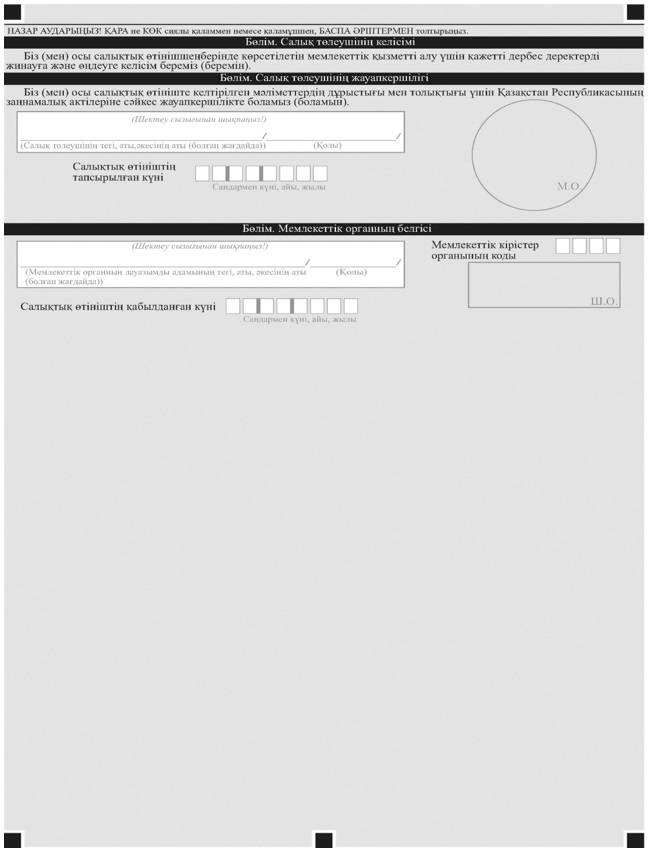 НАЗАР АУДАРЫҢЫЗ! ҚАРА не КӨК сиялы қаламмен немесе қаламұшпен, БАСПА ӘРІПТЕРМЕН толтырыңыз.
Бөлім. Салық төлеушінің келісімі
Біз (мен) осы салықтық өтінішшеңберінде көрсетілетін мемлекеттік қызметті алу үшін қажетті дербес деректерді
жинауға және өңдеуге келісім береміз (беремін).
Бөлім. Салық төлеушінің жауапкершілігі
Біз (мен) осы салықтық өтініште келтірілген мәліметтердің дұрыстығы мен толықтығы үшін Қазақстан Республикасының
заңнамалық актілеріне сәйкес жауапкершілікте боламыз (боламын).
(Шектеу сызығынан шықпаңыз!)
/ /
(Салық төлеушінің тегі, аты,әкесінің аты (болған жағдайда)) (Қолы)
Салықтық өтініштің
тапсырылған күні
Сандармен күні, айы, жылы
М.О.
Бөлім. Мемлекеттік органның белгісі
(Шектеу сызығынан шықпаңыз!)
/ /
(Мемлекеттік органның лауазымды адамының тегі, аты, әкесінің аты (Қолы)
(болған жағдайда))
Мемлекеттік кірістер
органының коды
Ш.О.
Салықтық өтініштің қабылданған күні
Сандармен күні, айы, жылы